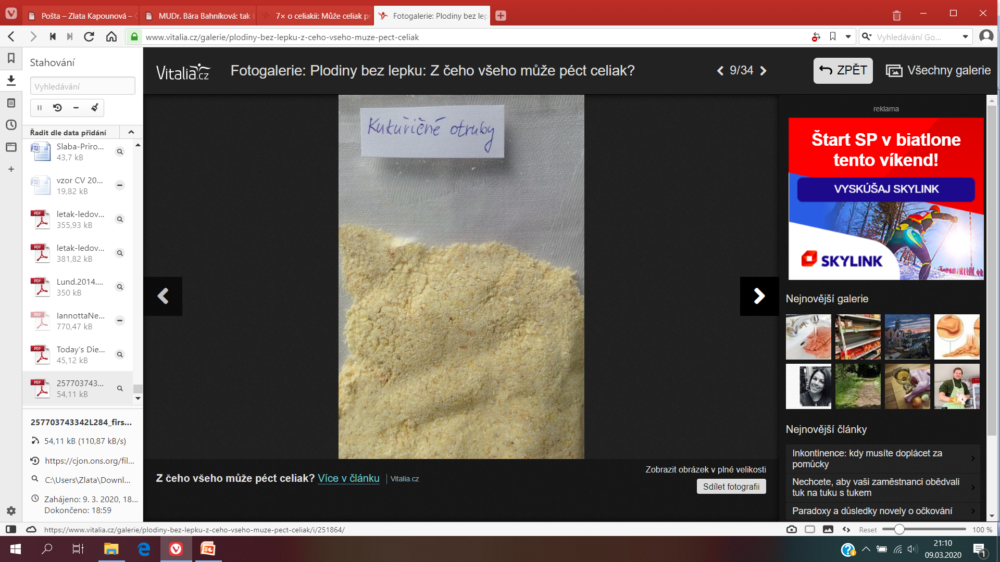 Pošta – Zlata Kapounová –
MUDr. Bára Bahníková: tak
7× o celiakii: Může celiak p
Fotogalerie: Plodiny bez lep
www.vitalia.cz/galerie/plodiny-bez-lepku-z-ceho-vseho-muze-pect-celiak
Vyhledávání Go...
Stahování
Vyhledávání
Řadit dle data přidání
Slaba-Priro...
43,7 kB
vzor CV 20...
19,82 kB
letak-ledov...
355,93 kB
letak-ledov...
381,82 kB
Lund.2014....
350 kB
IannottaNe...
770,47 kB
Today's Die...
45,12 kB
257703743...
54,11 kB
257703743342L284_firs...
54,11 kB (110,87 kB/s)
https://cjon.ons.org/fil...
C:\Users\Zlata\Downl...
Zahájeno: 9. 3. 2020, 18...
Dokončeno: 18:59
Vitalia.cz
Fotogalerie: Plodiny bez lepku: Z čeho všeho může péct celiak?
9/34
ZPĚT
Všechny galerie
Kukuřičné otruby
Z čeho všeho může péct celiak? Více v článku Vitalia.cz
Zobrazit obrázek v plné velikosti
Sdílet fotografii
reklama
Štart SP v biatlone
tento víkend!
VYSKÚŠAJ SKYLINK
SKYLINK
Nejnovější galerie
Nejnovější články
Inkontinence: kdy musíte doplácet za
pomůcky
Nechcete, aby vaši zaměstnanci obědvali
tuk na tuku s tukem
Paradoxy a důsledky novely o očkování
https://www.vitalia.cz/galerie/plodiny-bez-lepku-z-ceho-vseho-muze-pect-celiak/i/251864/
Reset
100 %
21:10
09.03.2020
1